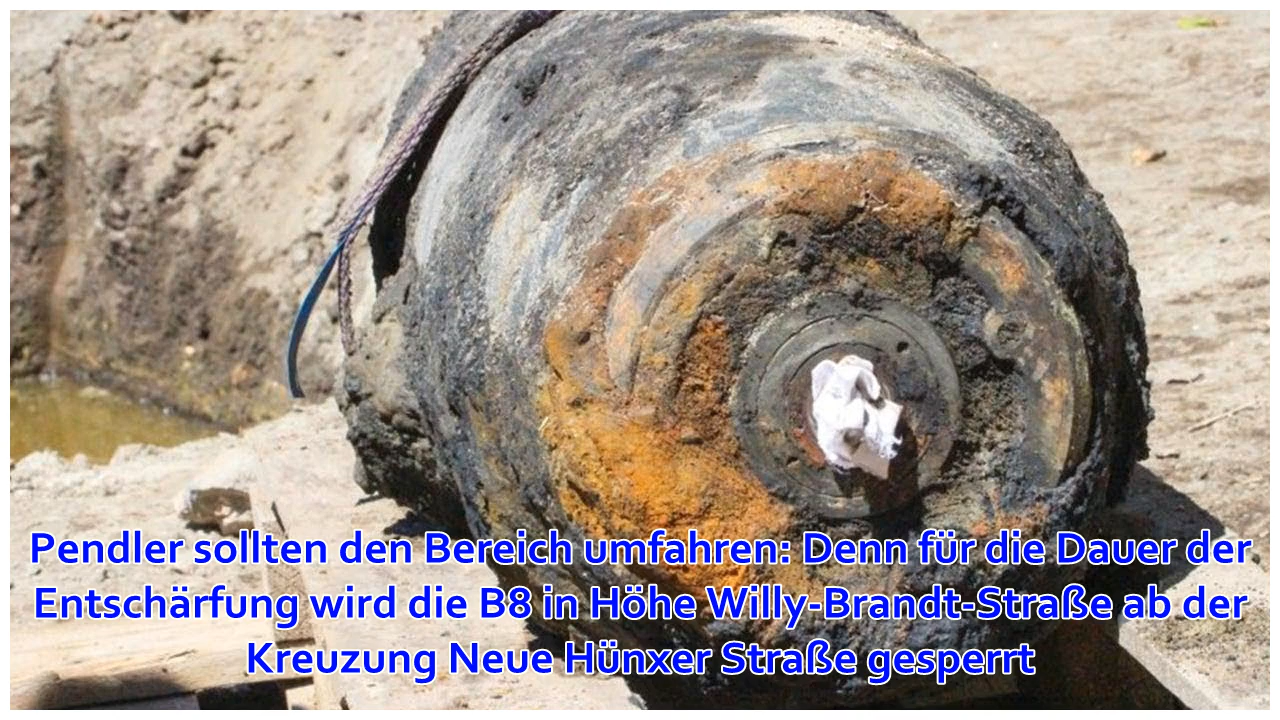 Pendler sollten den Bereich umfahren: Denn für die Dauer der
Entschärfung wird die B8 in Höhe Willy-Brandt-Straße ab der
Kreuzung Neue Hünxer Straße gesperrt